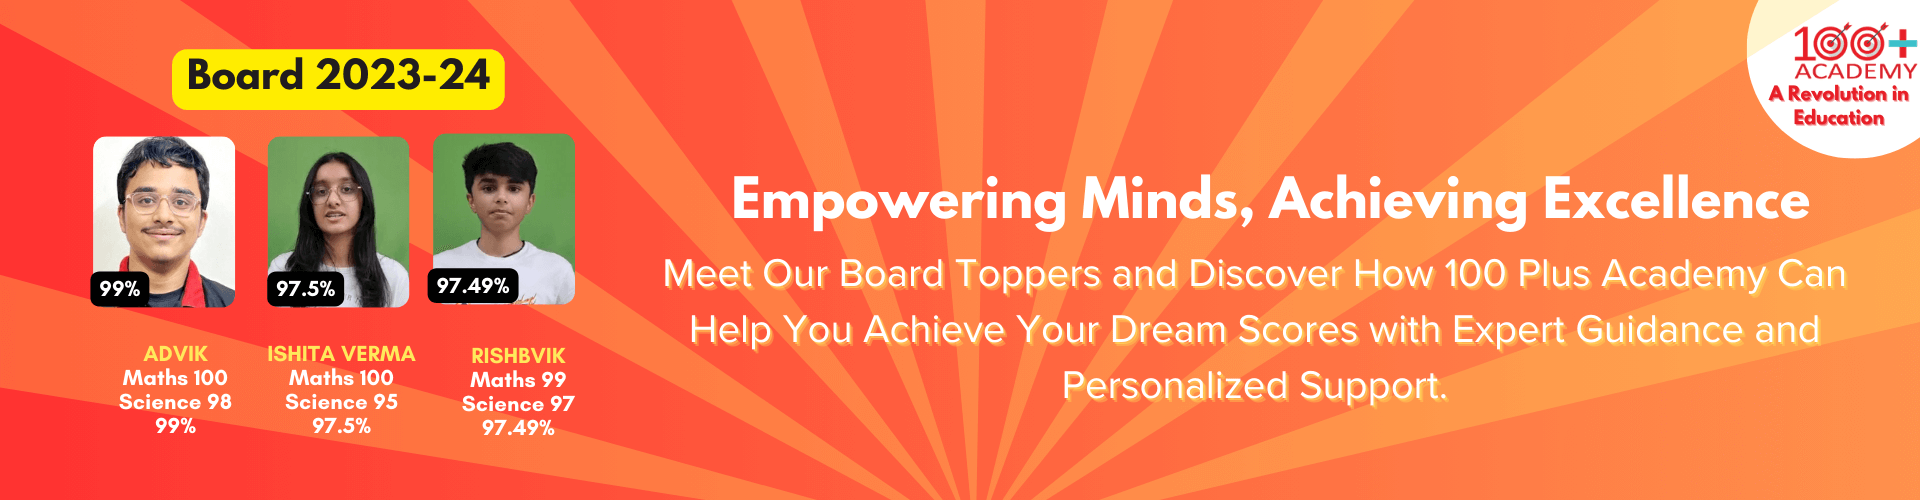 Board 2023-24
99%
97.5%
97.49%
ADVIK
Maths 100
Science 98
99%
ISHITA VERMA
Maths 100
Science 95
97.5%
RISHBVIK
Maths 99
Science 97
97.49%
Empowering Minds, Achieving Excellence
Meet Our Board Toppers and Discover How 100 Plus Academy Can
Help You Achieve Your Dream Scores with Expert Guidance and
Personalized Support.
100+
ACADEMY
A Revolution in
Education